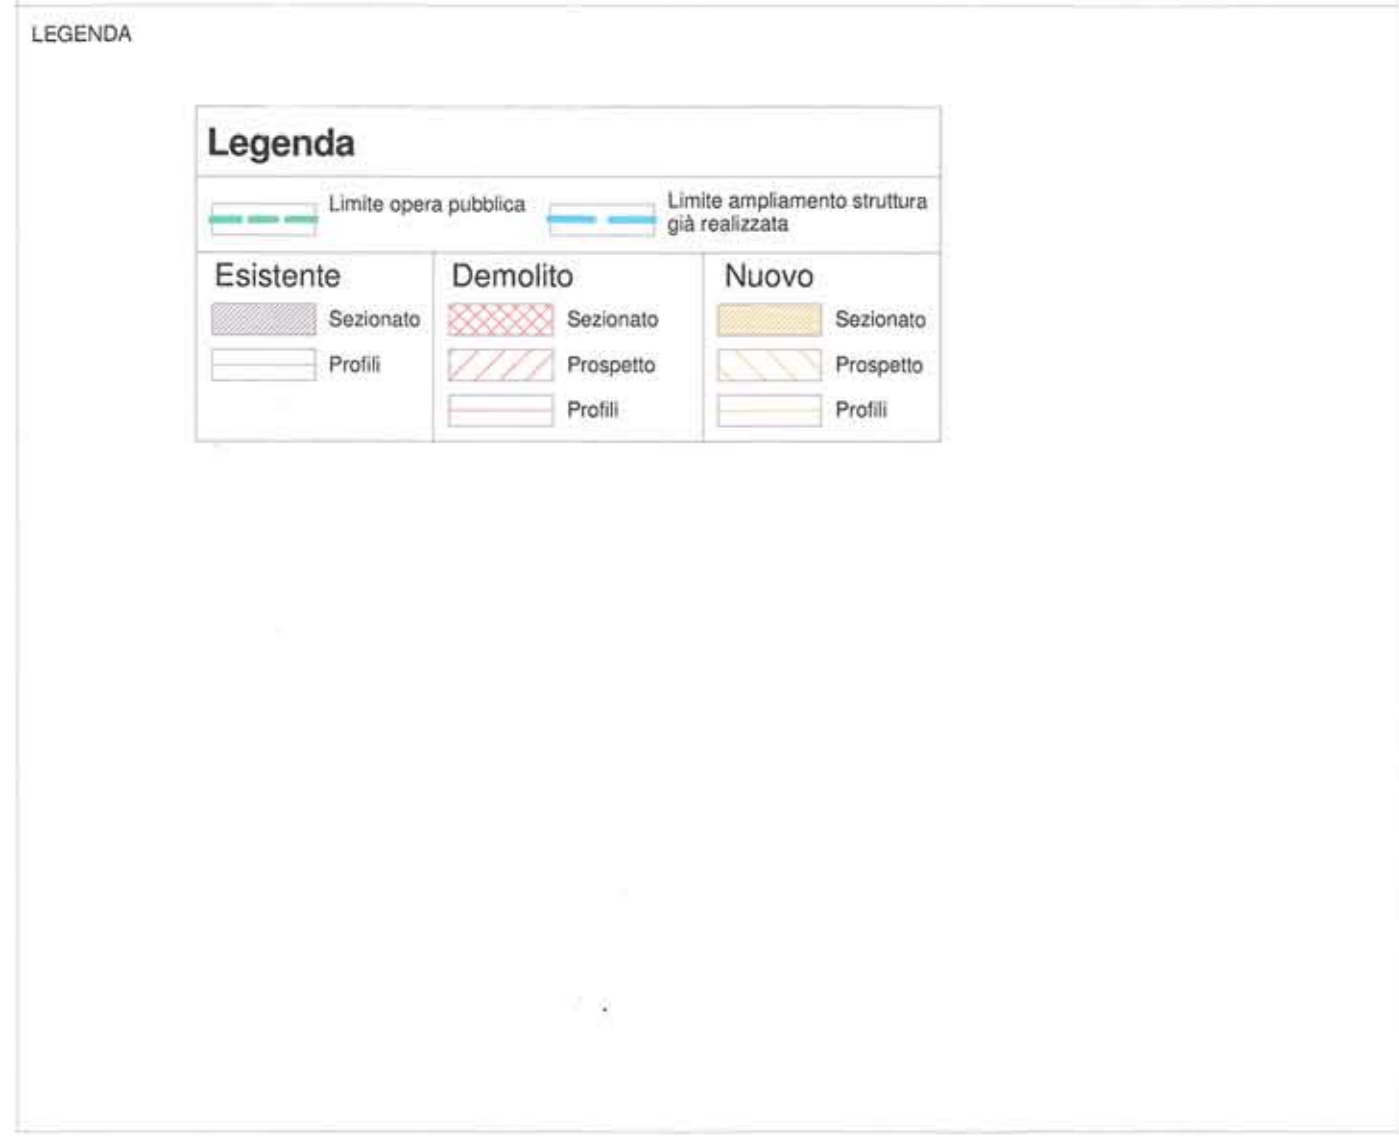 LEGENDA
Legenda
Limite opera pubblica
Limite ampliamento struttura
già realizzata
Esistente
Sezionato
Profili
Demolito
Sezionato
Prospetto
Profili
Nuovo
Sezionato
Prospetto
Profili